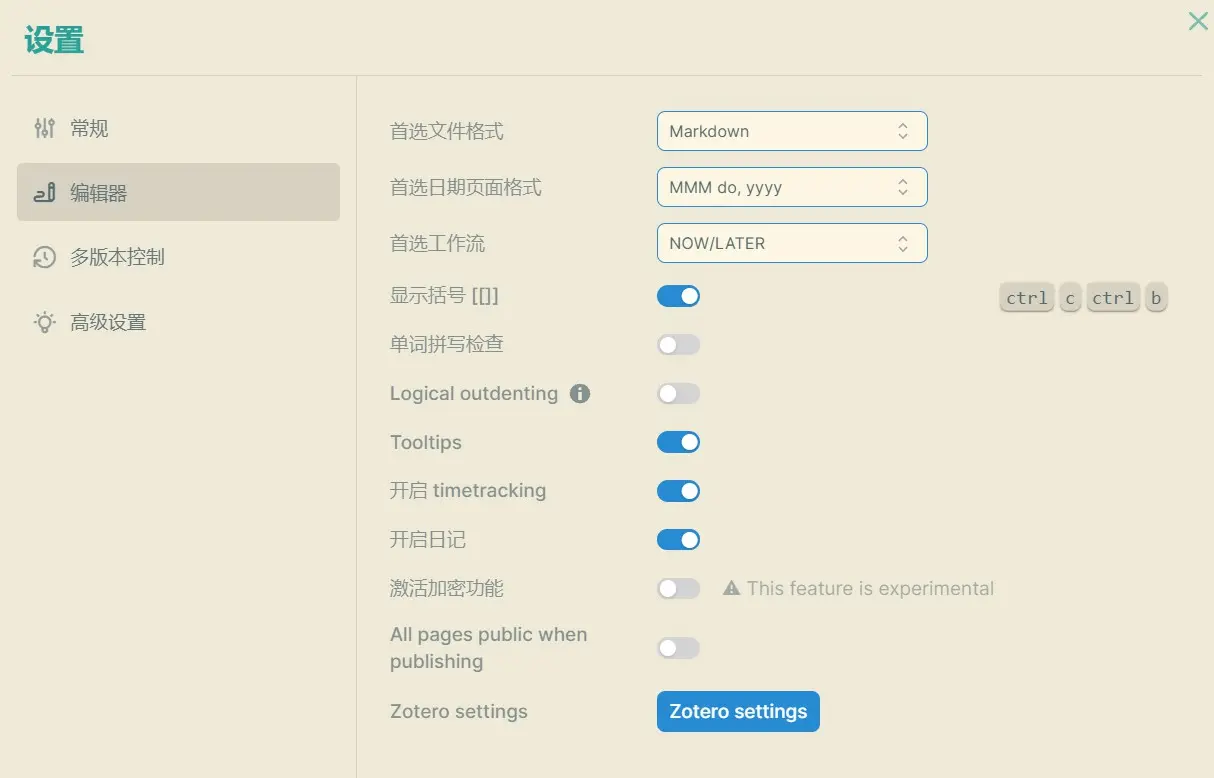 设置
常规
编辑器
多版本控制
高级设置
首选文件格式 Markdown
首选日期页面格式 MMM do, yyyy
首选工作流 NOW/LATER
显示括号 [[]] ctrl c ctrl b
单词拼写检查
Logical outdenting
Tooltips
开启 timetracking
开启日记
激活加密功能 This feature is experimental
All pages public when
publishing
Zotero settings Zotero settings